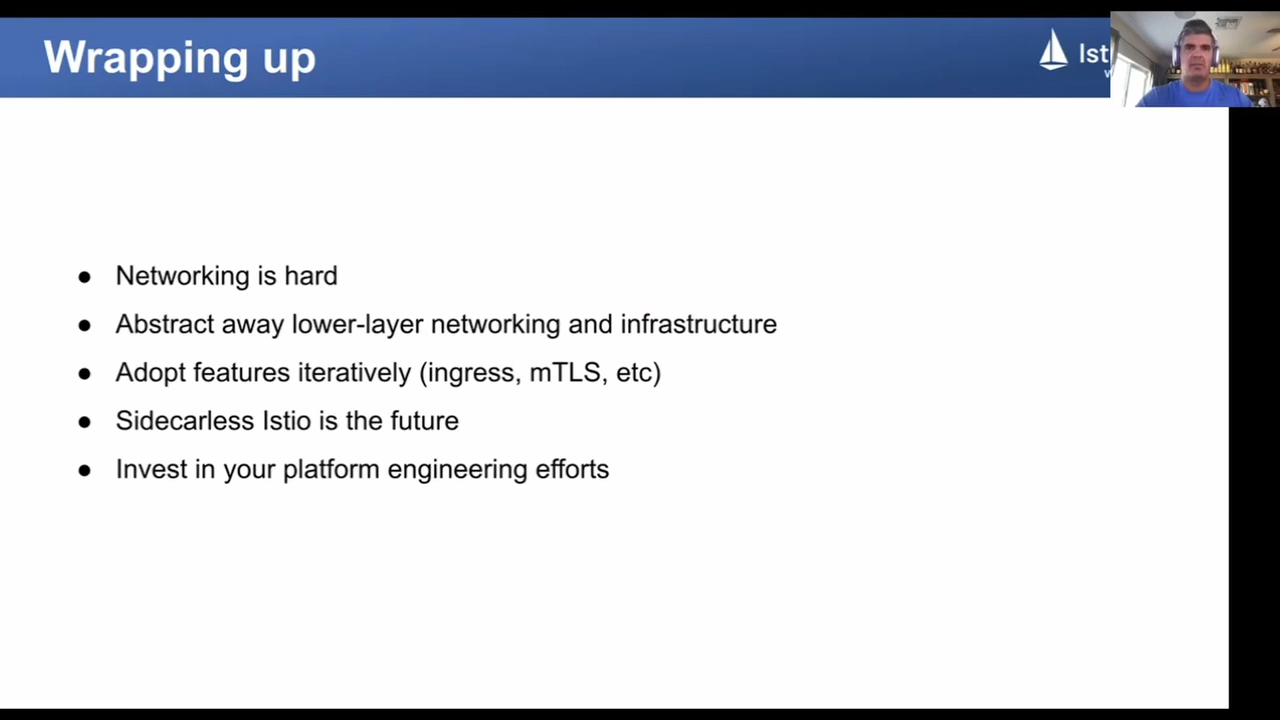 Wrapping up
● Networking is hard
● Abstract away lower-layer networking and infrastructure
● Adopt features iteratively (ingress, mTLS, etc)
● Sidecarless Istio is the future
● Invest in your platform engineering efforts